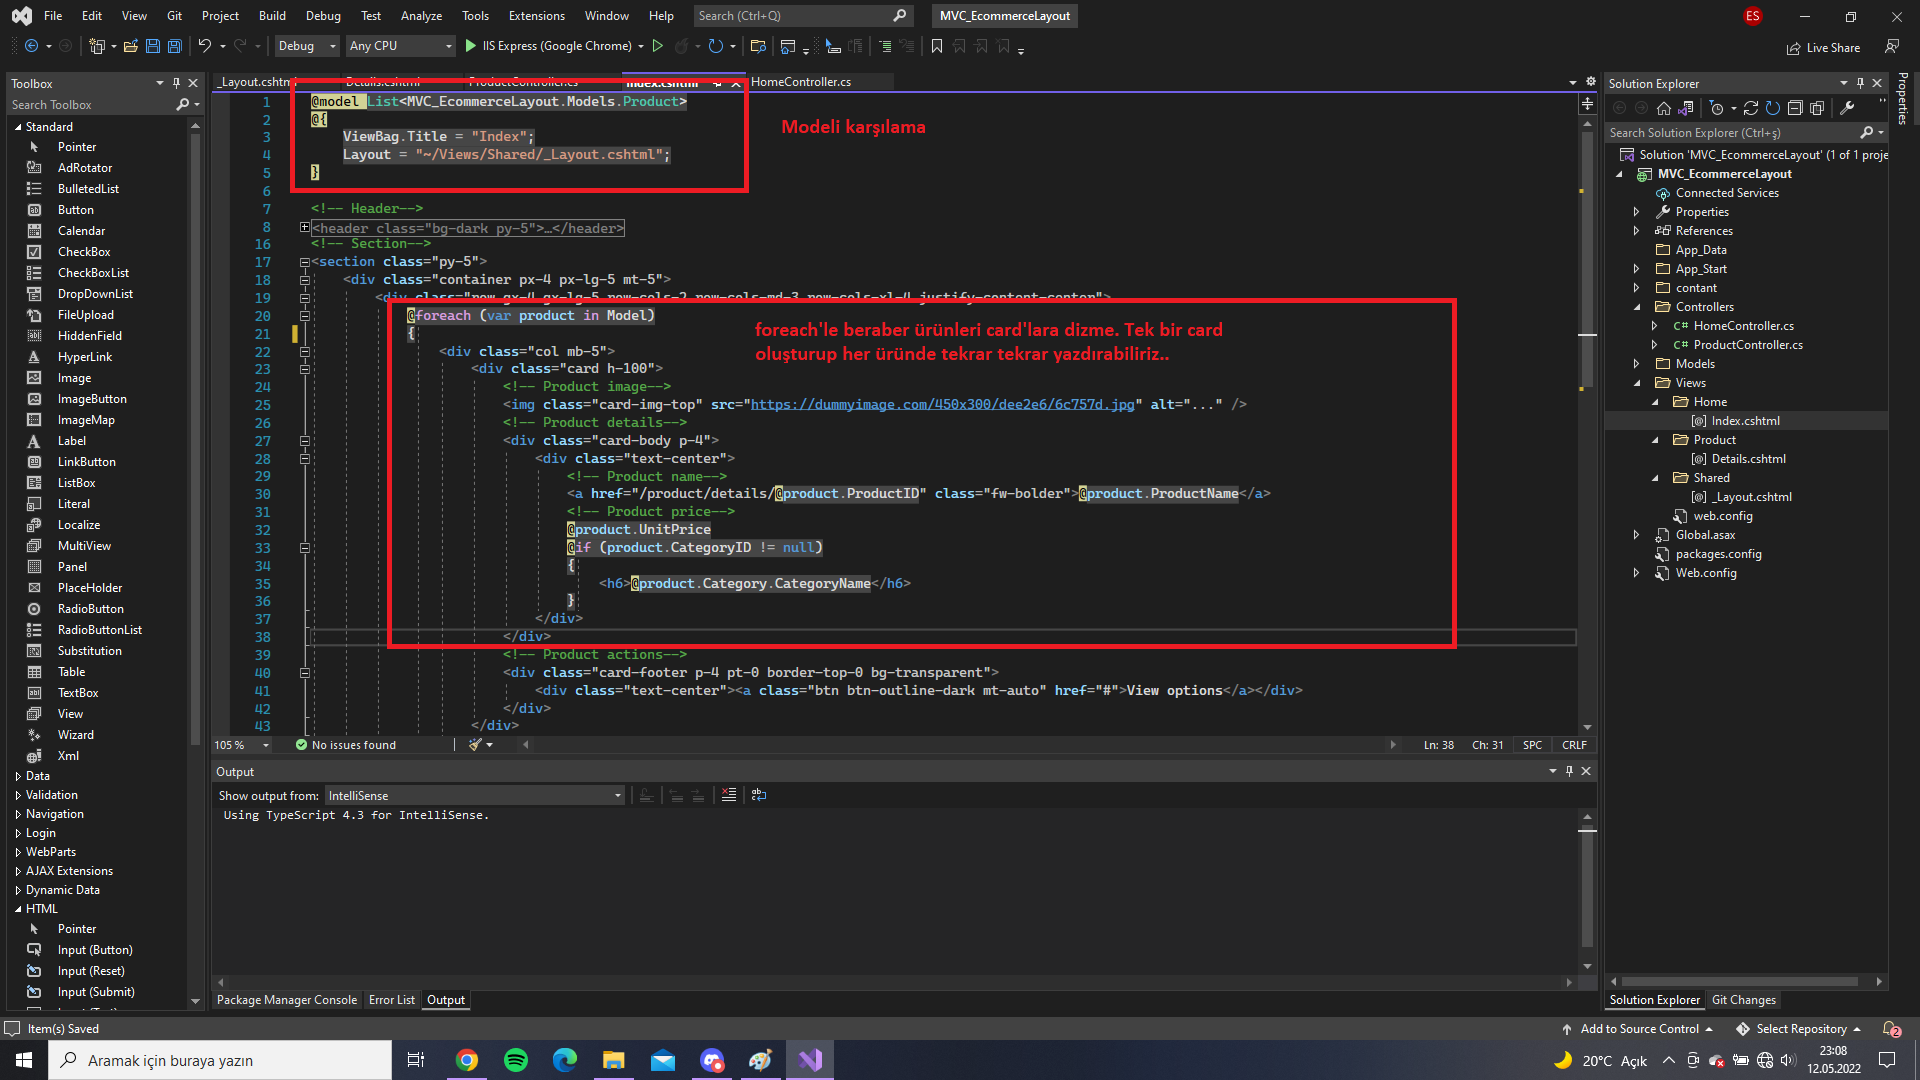 File Edit View Git Project Build Debug Test Analyze Tools Extensions Window Help Search (Ctrl+Q) MVC_EcommerceLayout ES
Debug Any CPU IIS Express (Google Chrome) Live Share
Toolbox
Search Toolbox
Standard
Pointer
AdRotator
BulletedList
Button
Calendar
CheckBox
CheckBoxList
DropDownList
FileUpload
HiddenField
HyperLink
Image
ImageButton
ImageMap
Label
LinkButton
ListBox
Literal
Localize
MultiView
Panel
PlaceHolder
RadioButton
RadioButtonList
Substitution
Table
TextBox
View
Wizard
Xml
Data
Validation
Navigation
Login
WebParts
AJAX Extensions
Dynamic Data
HTML
Pointer
Input (Button)
Input (Reset)
Input (Submit)
_Layout.cshtml Details.cshtml ProductController.cs Index.cshtml HomeController.cs
1 @model List<MVC_EcommerceLayout.Models.Product>
2 @{
3 ViewBag.Title = "Index";
4 Layout = "~/Views/Shared/_Layout.cshtml";
5 }
6
7 <!-- Header-->
8 <header class="bg-dark py-5">…</header>
16 <!-- Section-->
17 <section class="py-5">
18 <div class="container px-4 px-lg-5 mt-5">
19 <div class="row gx-4 gx-lg-5 row-cols-2 row-cols-md-3 row-cols-xl-4 justify-content-center">
20 @foreach (var product in Model)
21 {
22 <div class="col mb-5">
23 <div class="card h-100">
24 <!-- Product image-->
25 <img class="card-img-top" src="https://dummyimage.com/450x300/dee2e6/6c757d.jpg" alt="..." />
26 <!-- Product details-->
27 <div class="card-body p-4">
28 <div class="text-center">
29 <!-- Product name-->
30 <a href="/product/details/@product.ProductID" class="fw-bolder">@product.ProductName</a>
31 <!-- Product price-->
32 @product.UnitPrice
33 @if (product.CategoryID != null)
34 {
35 <h6>@product.Category.CategoryName</h6>
36 }
37 </div>
38 </div>
39 <!-- Product actions-->
40 <div class="card-footer p-4 pt-0 border-top-0 bg-transparent">
41 <div class="text-center"><a class="btn btn-outline-dark mt-auto" href="#">View options</a></div>
42 </div>
43 </div>
Modeli karşılama
foreach'le beraber ürünleri card'lara dizme. Tek bir card
oluşturup her üründe tekrar tekrar yazdırabiliriz..
105 % No issues found Ln: 38 Ch: 31 SPC CRLF
Output
Show output from: IntelliSense
Using TypeScript 4.3 for IntelliSense.
Package Manager Console Error List Output
Solution Explorer
Search Solution Explorer (Ctrl+ş)
Solution 'MVC_EcommerceLayout' (1 of 1 proje
MVC_EcommerceLayout
Connected Services
Properties
References
App_Data
App_Start
contant
Controllers
C# HomeController.cs
C# ProductController.cs
Models
Views
Home
Index.cshtml
Product
Details.cshtml
Shared
_Layout.cshtml
web.config
Global.asax
packages.config
Web.config
Solution Explorer Git Changes
Properties
Item(s) Saved Add to Source Control Select Repository 2
Aramak için buraya yazın 20°C Açık 23:08
12.05.2022